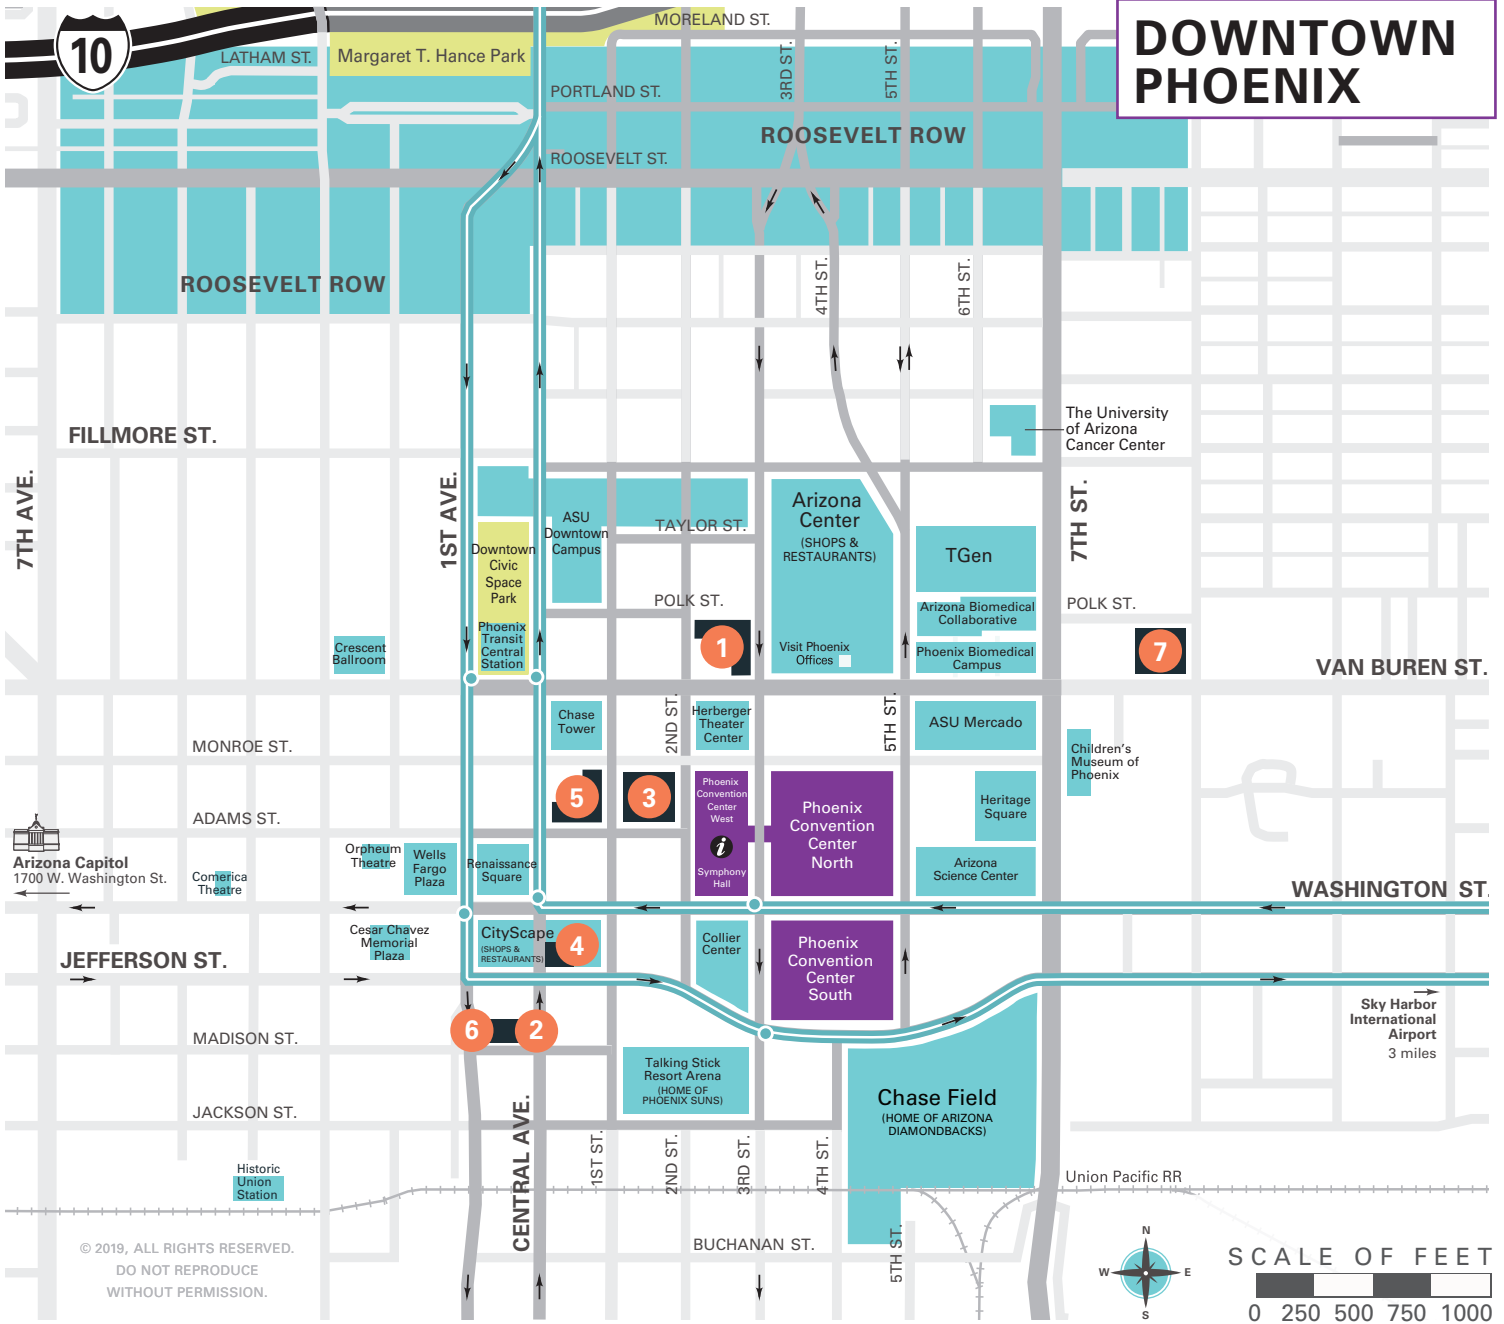 DOWNTOWN
PHOENIX
10
MORELAND ST.
LATHAM ST.
Margaret T. Hance Park
3RD ST.
5TH ST.
PORTLAND ST.
ROOSEVELT ROW
ROOSEVELT ST.
ROOSEVELT ROW
4TH ST.
6TH ST.
The University
of Arizona
Cancer Center
FILLMORE ST.
7TH AVE.
1ST AVE.
7TH ST.
ASU
Downtown
Campus
TAYLOR ST.
Arizona
Center
(SHOPS &
RESTAURANTS)
TGen
Downtown
Civic
Space
Park
POLK ST.
Arizona Biomedical
Collaborative
POLK ST.
Phoenix
Transit
Central
Station
Crescent
Ballroom
1
Visit Phoenix
Offices
Phoenix Biomedical
Campus
7
VAN BUREN ST.
Chase
Tower
2ND ST.
Herberger
Theater
Center
5TH ST.
ASU Mercado
MONROE ST.
Children's
Museum of
Phoenix
5
3
Phoenix
Convention
Center
West
i
Symphony
Hall
Phoenix
Convention
Center
North
Heritage
Square
ADAMS ST.
Arizona Capitol
1700 W. Washington St.
Comerica
Theatre
Orpheum
Theatre
Wells
Fargo
Plaza
Renaissance
Square
Arizona
Science Center
WASHINGTON ST.
Cesar Chavez
Memorial
Plaza
CityScape
(SHOPS &
RESTAURANTS)
4
Collier
Center
Phoenix
Convention
Center
South
JEFFERSON ST.
Sky Harbor
International
Airport
3 miles
6
2
MADISON ST.
Talking Stick
Resort Arena
(HOME OF
PHOENIX SUNS)
Chase Field
(HOME OF ARIZONA
DIAMONDBACKS)
JACKSON ST.
CENTRAL AVE.
1ST ST.
2ND ST.
3RD ST.
4TH ST.
Historic
Union
Station
Union Pacific RR
BUCHANAN ST.
5TH ST.
© 2019, ALL RIGHTS RESERVED.
DO NOT REPRODUCE
WITHOUT PERMISSION.
N
W
E
S
SCALE OF FEET
0 250 500 750 1000